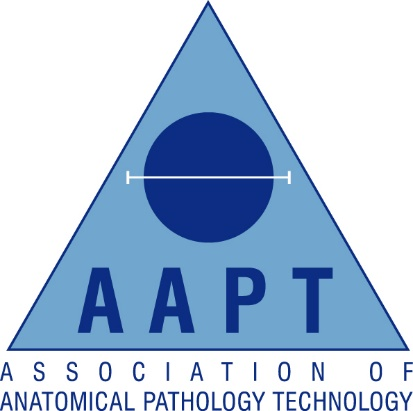 AAPT
ASSOCIATION OF
ANATOMICAL PATHOLOGY TECHNOLOGY